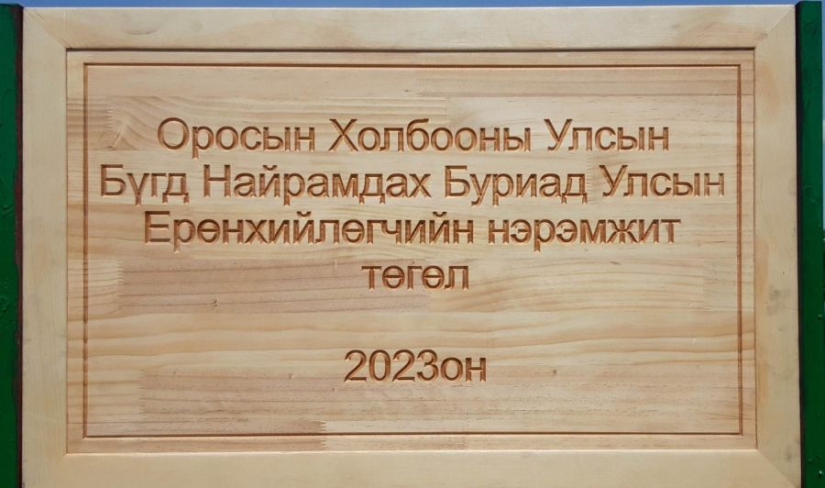 Оросын Холбооны Улсын
Бүгд Найрамдах Буриад Улсын
Ерөнхийлөгчийн нэрэмжит
төгөл
2023он